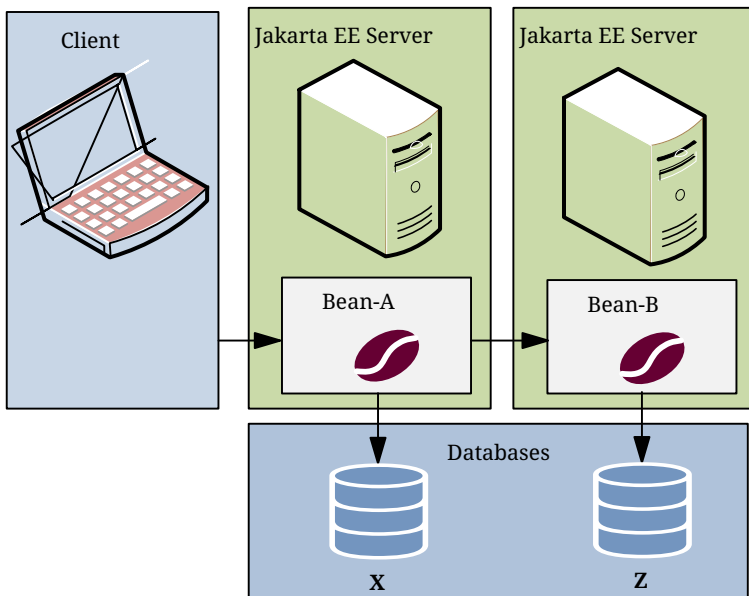 Client
Jakarta EE Server
Jakarta EE Server
Bean-A
Bean-B
Databases
X
Z